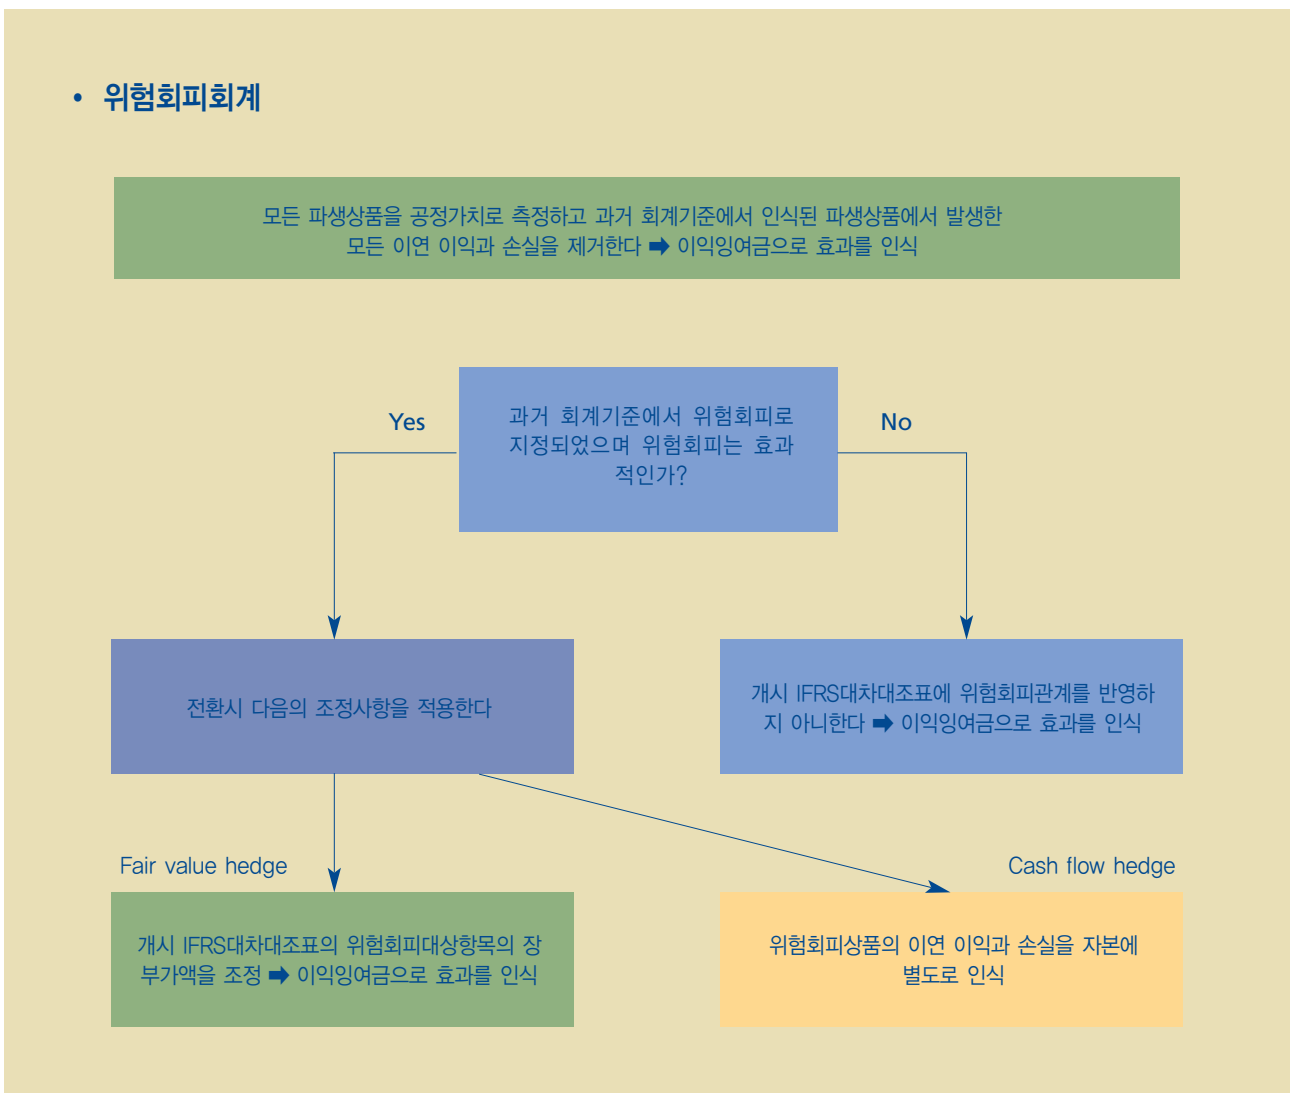 • 위험회피회계
모든 파생상품을 공정가치로 측정하고 과거 회계기준에서 인식된 파생상품에서 발생한
모든 이연 이익과 손실을 제거한다 ➡ 이익잉여금으로 효과를 인식
Yes
과거 회계기준에서 위험회피로
지정되었으며 위험회피는 효과
적인가?
No
전환시 다음의 조정사항을 적용한다
개시 IFRS대차대조표에 위험회피관계를 반영하
지 아니한다 ➡ 이익잉여금으로 효과를 인식
Fair value hedge
Cash flow hedge
개시 IFRS대차대조표의 위험회피대상항목의 장
부가액을 조정 ➡ 이익잉여금으로 효과를 인식
위험회피상품의 이연 이익과 손실을 자본에
별도로 인식